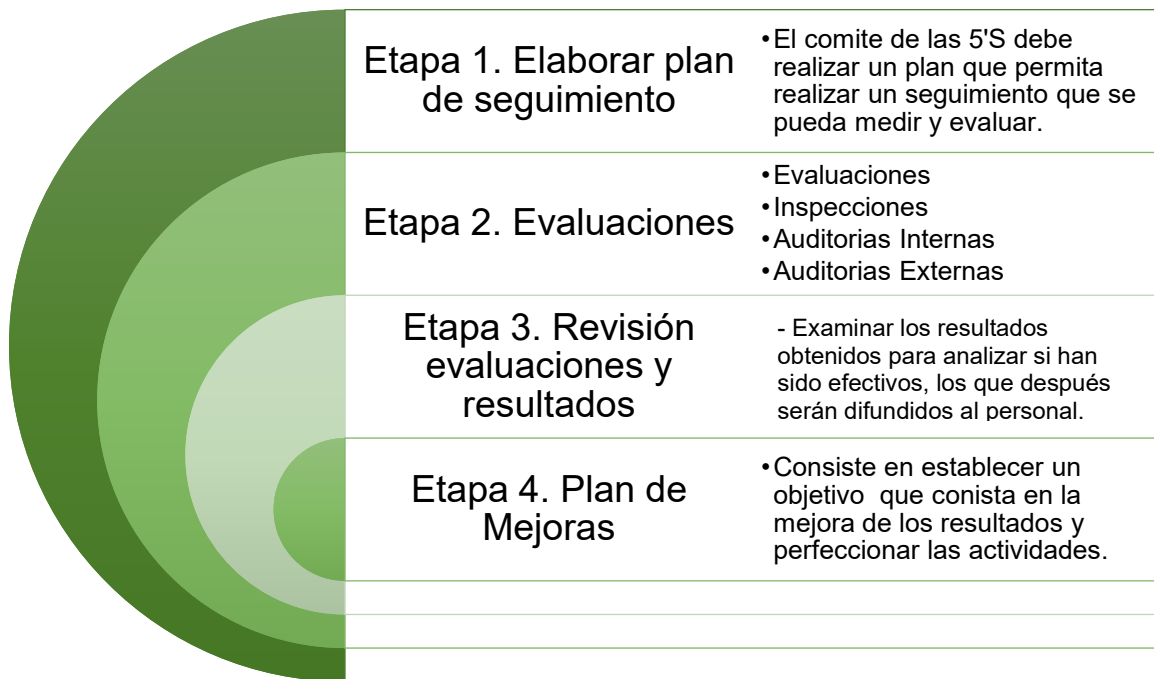 Etapa 1. Elaborar plan
de seguimiento
•El comite de las 5'S debe
realizar un plan que permita
realizar un seguimiento que se
pueda medir y evaluar.
Etapa 2. Evaluaciones
•Evaluaciones
•Inspecciones
•Auditorias Internas
•Auditorias Externas
Etapa 3. Revisión
evaluaciones y
resultados
- Examinar los resultados
obtenidos para analizar si han
sido efectivos, los que después
serán difundidos al personal.
Etapa 4. Plan de
Mejoras
•Consiste en establecer un
objetivo que conista en la
mejora de los resultados y
perfeccionar las actividades.